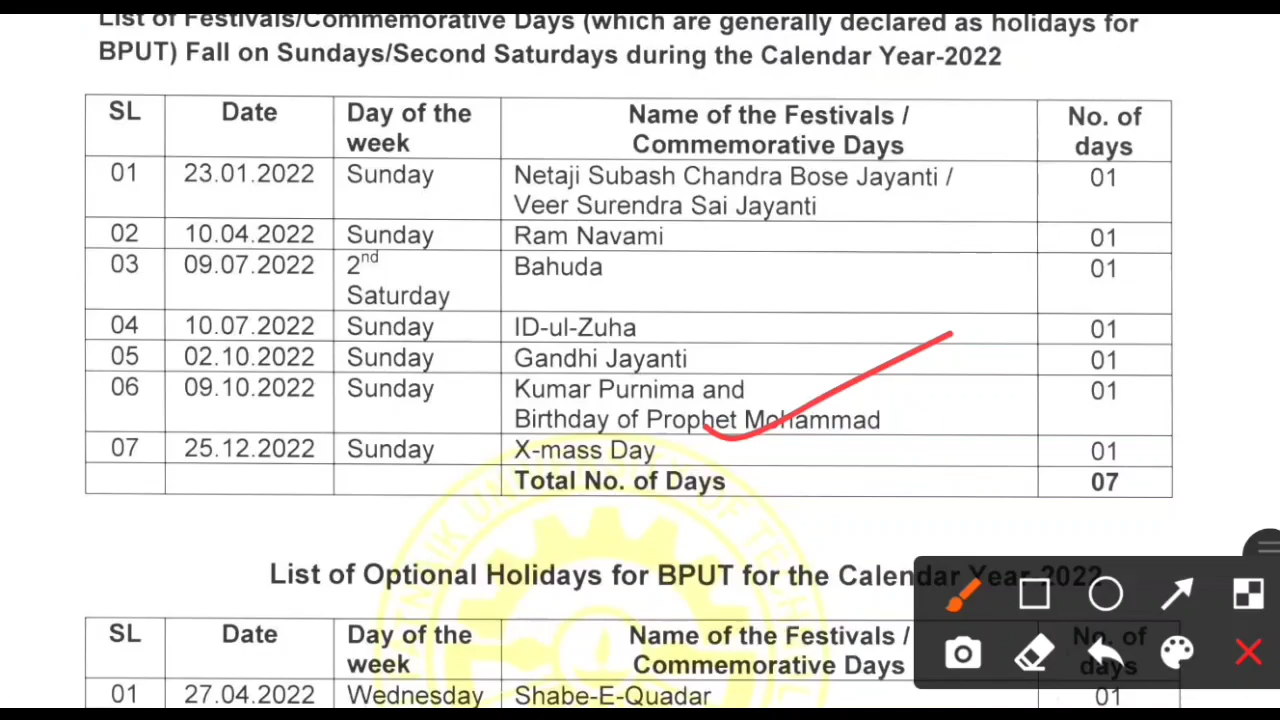 List of Festivals/Commemorative Days (which are generally declared as holidays for
BPUT) Fall on Sundays/Second Saturdays during the Calendar Year-2022
SL Date Day of the week Name of the Festivals / Commemorative Days No. of days
01 23.01.2022 Sunday Netaji Subash Chandra Bose Jayanti / Veer Surendra Sai Jayanti 01
02 10.04.2022 Sunday Ram Navami 01
03 09.07.2022 2nd Saturday Bahuda 01
04 10.07.2022 Sunday ID-ul-Zuha 01
05 02.10.2022 Sunday Gandhi Jayanti 01
06 09.10.2022 Sunday Kumar Purnima and Birthday of Prophet Mohammad 01
07 25.12.2022 Sunday X-mass Day 01
Total No. of Days 07
List of Optional Holidays for BPUT for the Calendar Year-2022
SL Date Day of the week Name of the Festivals / Commemorative Days No. of days
01 27.04.2022 Wednesday Shabe-E-Quadar 01